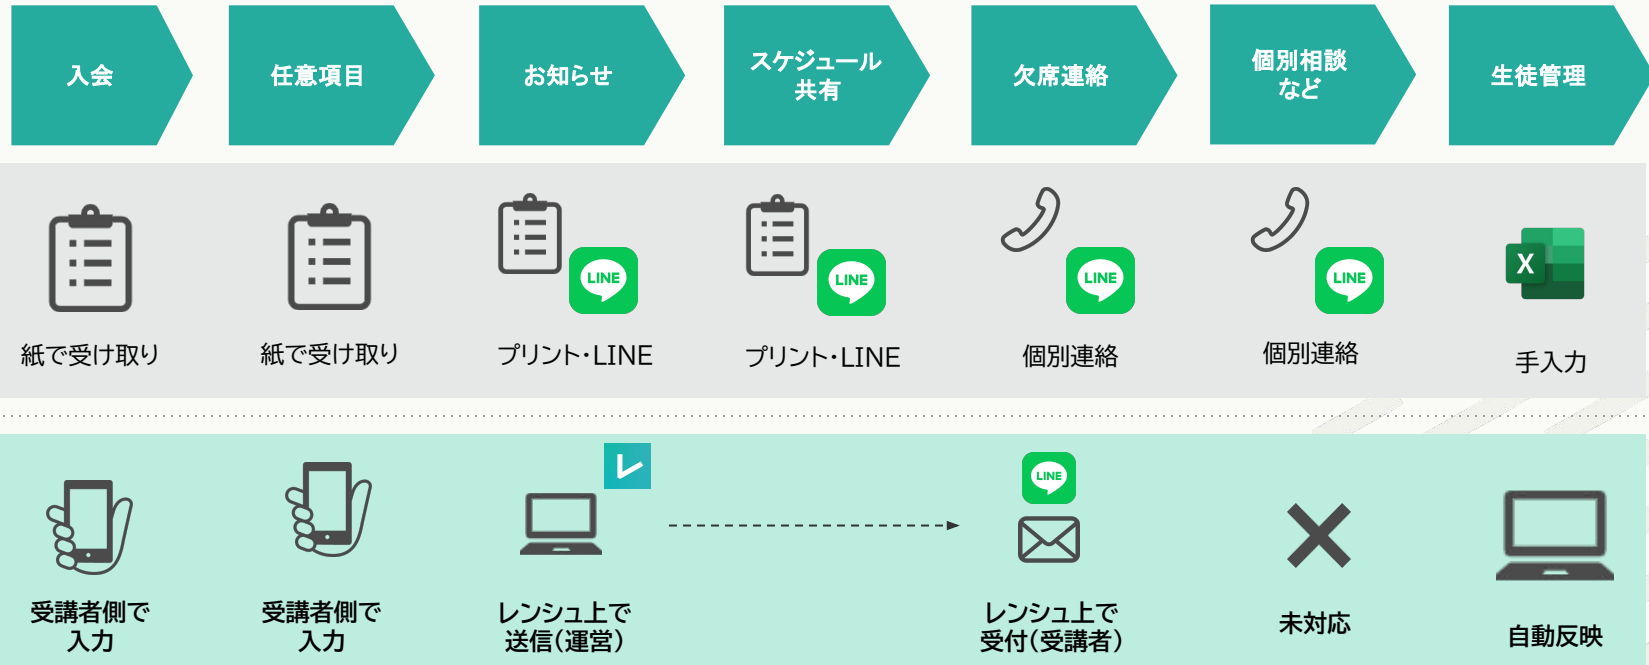 入会
任意項目
お知らせ
スケジュール
共有
欠席連絡
個別相談
など
生徒管理
LINE
LINE
LINE
LINE
X
紙で受け取り
紙で受け取り
プリント・LINE
プリント・LINE
個別連絡
個別連絡
手入力
レ
LINE
受講者側で
入力
受講者側で
入力
レンシュ上で
送信(運営)
レンシュ上で
受付(受講者)
未対応
自動反映